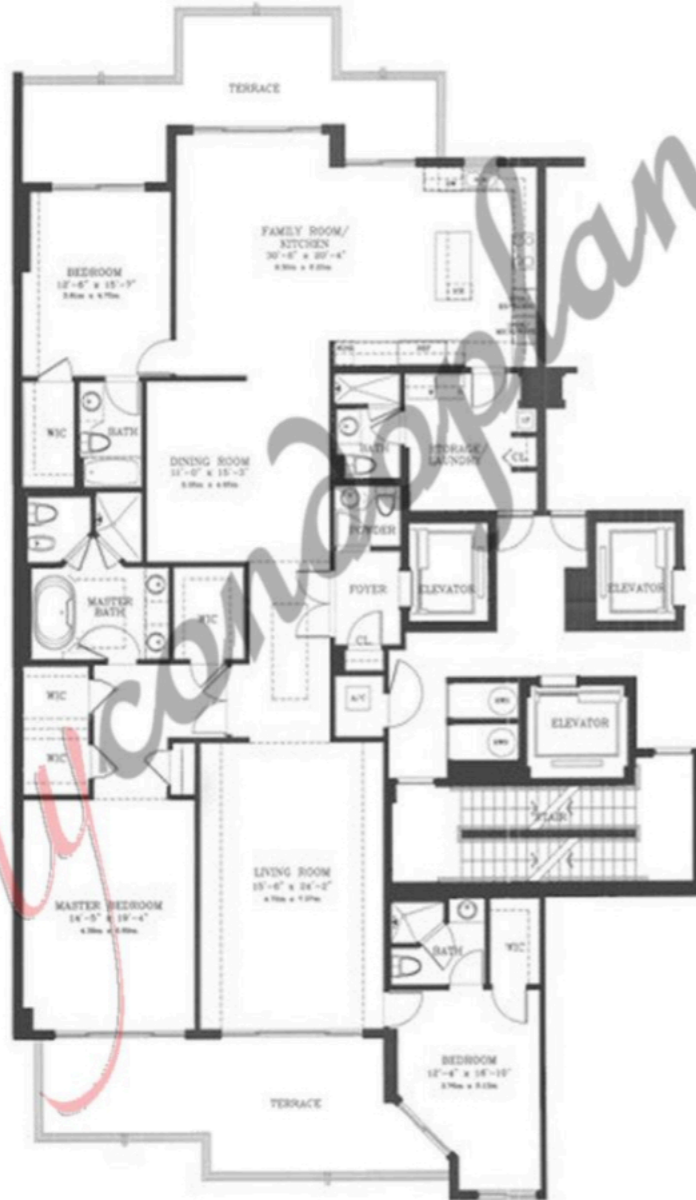 TERRACE
FAMILY ROOM/
KITCHEN
30'-5" x 20'-4"
BEDROOM
12'-6" x 15'-7"
WIC
BATH
DINING ROOM
11'-0" x 15'-3"
BATH
STORAGE/
LAUNDRY
CL.
POWDER
MASTER
BATH
WIC
FOYER
ELEVATOR
ELEVATOR
CL.
A/C
WIC
WIC
ELEVATOR
STAIR
LIVING ROOM
15'-6" x 24'-2"
MASTER BEDROOM
14'-5" x 19'-4"
BATH
WIC
BEDROOM
12'-4" x 16'-10"
TERRACE
condoplan